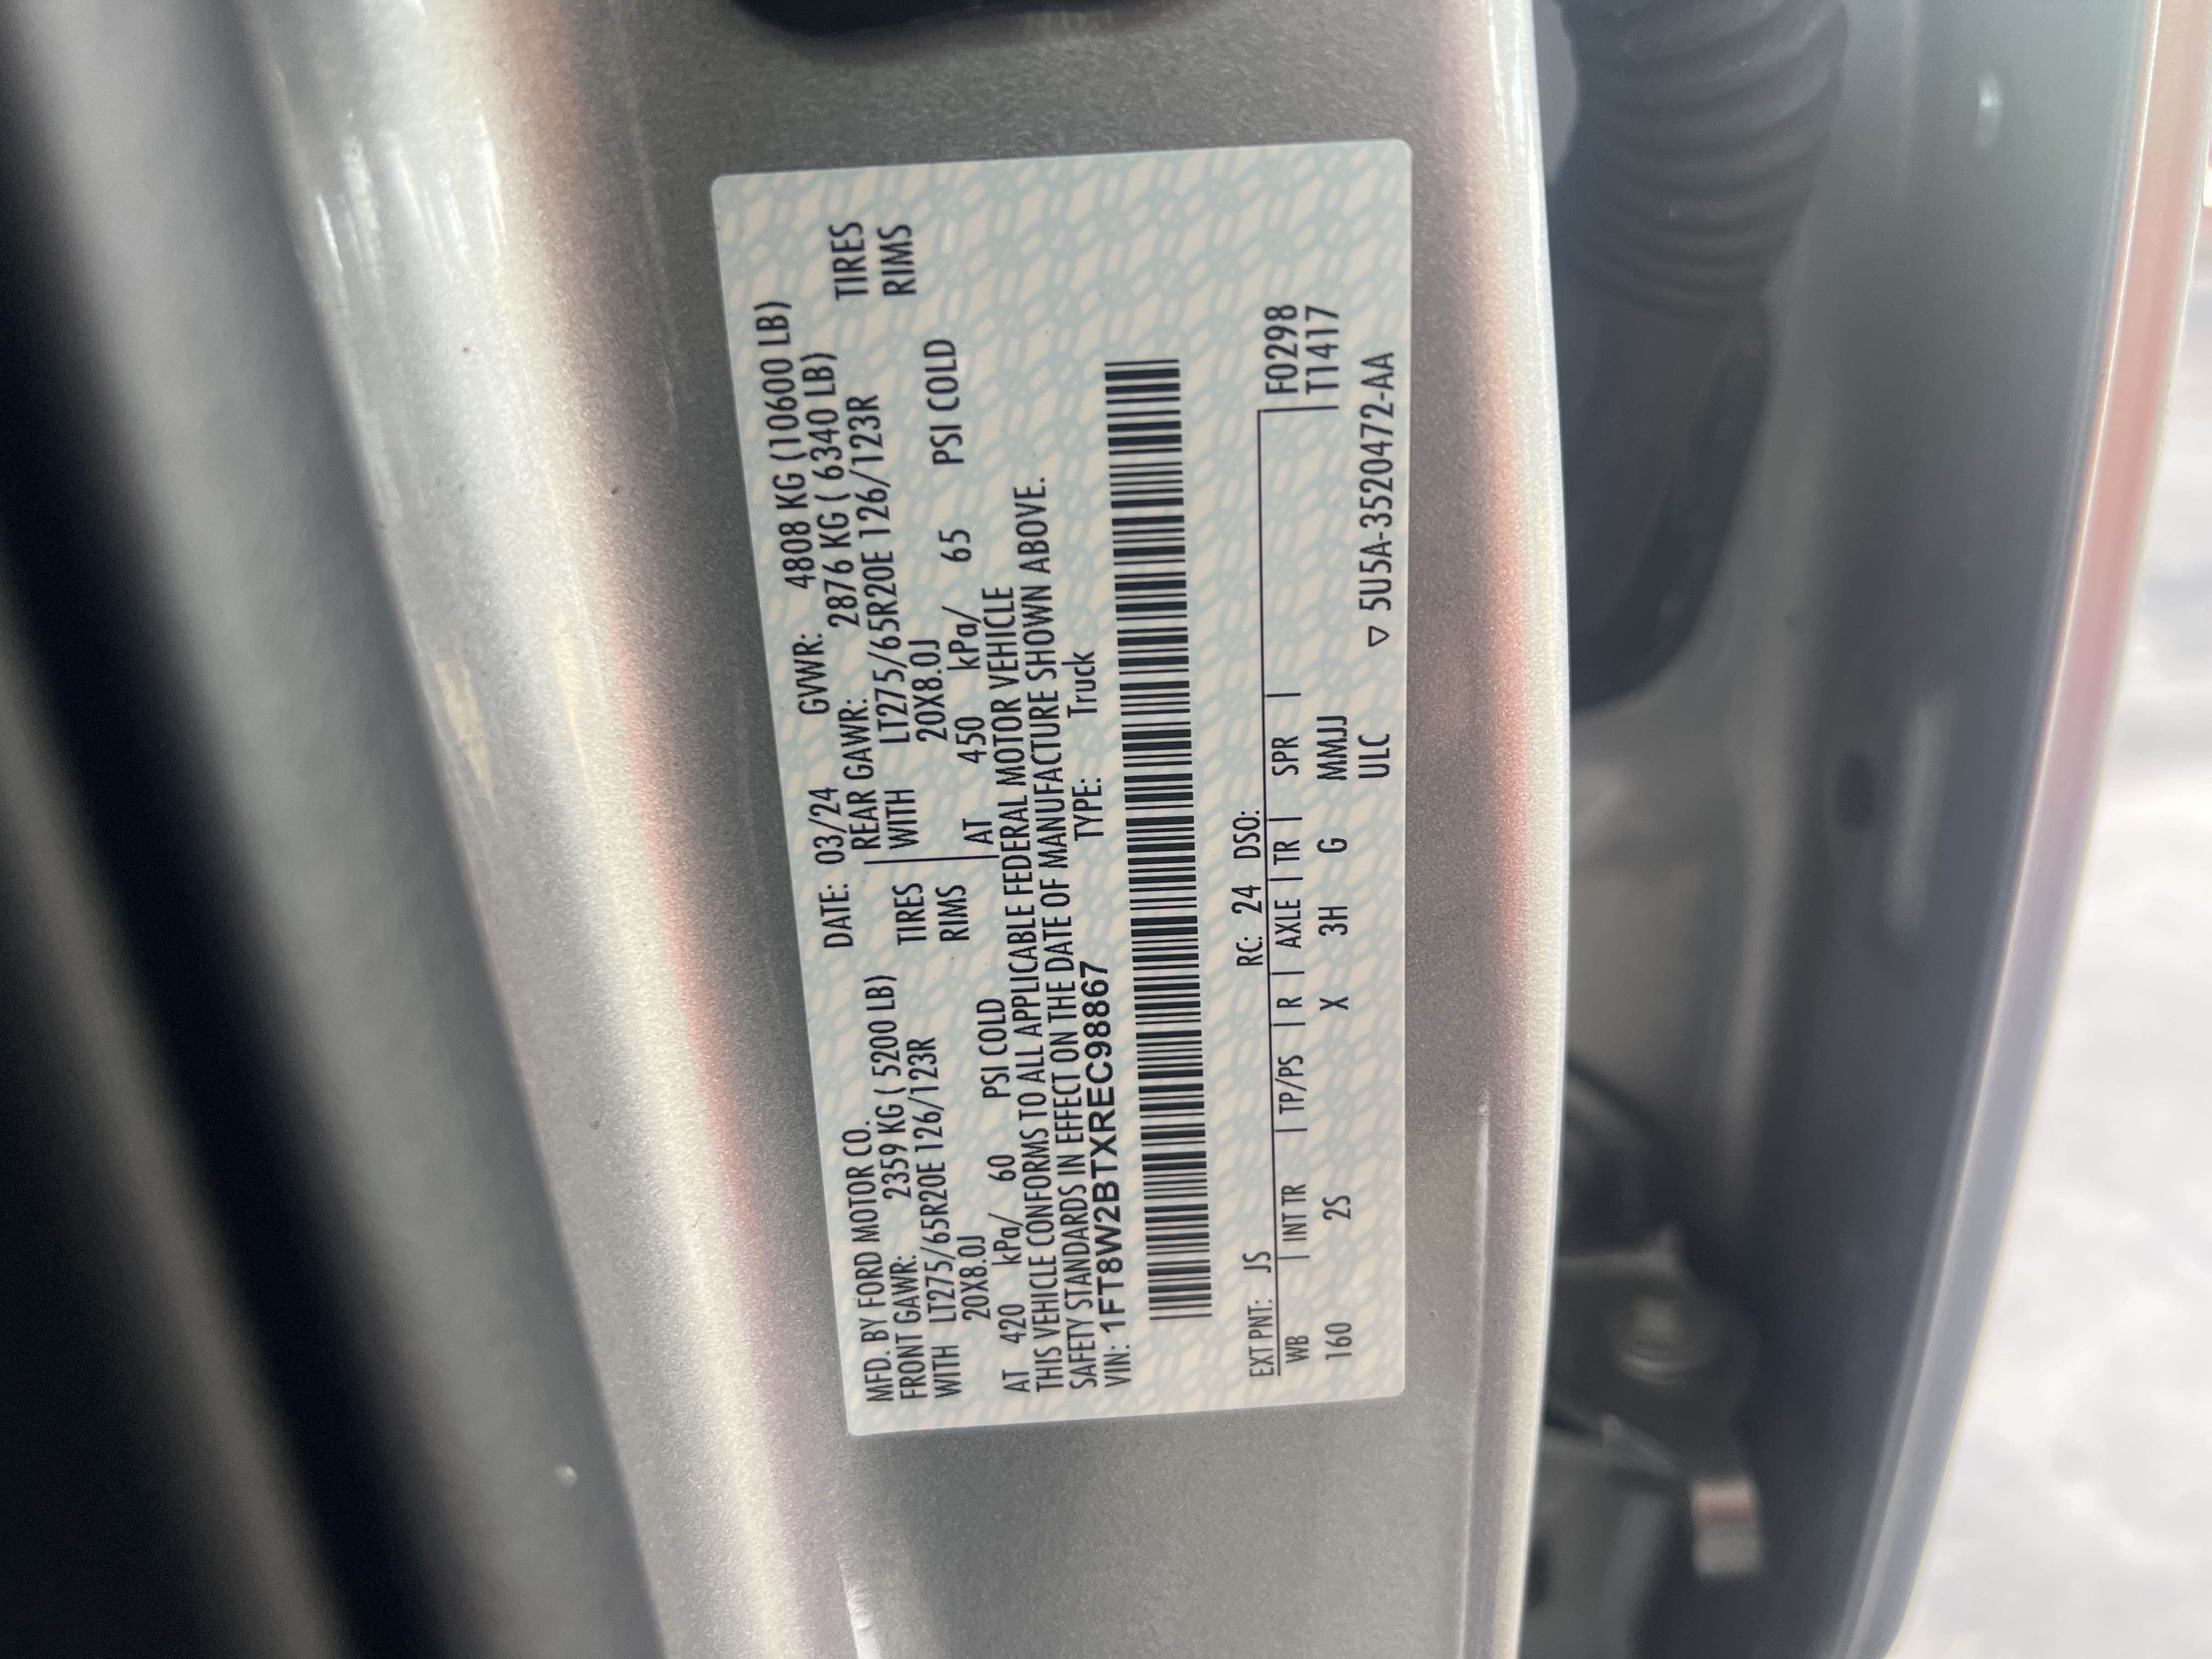 MFD. BY FORD MOTOR CO. DATE: 03/24 GVWR: 4808 KG (10600 LB)
FRONT GAWR: 2359 KG ( 5200 LB) REAR GAWR: 2876 KG ( 6340 LB)
WITH LT275/65R20E 126/123R TIRES WITH LT275/65R20E 126/123R TIRES
20X8.0J RIMS 20X8.0J RIMS
AT 420 kPa/ 60 PSI COLD AT 450 kPa/ 65 PSI COLD
THIS VEHICLE CONFORMS TO ALL APPLICABLE FEDERAL MOTOR VEHICLE
SAFETY STANDARDS IN EFFECT ON THE DATE OF MANUFACTURE SHOWN ABOVE.
VIN: 1FT8W2BTXREC98867 TYPE: Truck
EXT PNT: JS RC: 24 DSO:
WB | INT TR | TP/PS | R | AXLE | TR | SPR | F0298
160 2S X 3H G MMJJ T1417
ULC ▽ 5U5A-3520472-AA